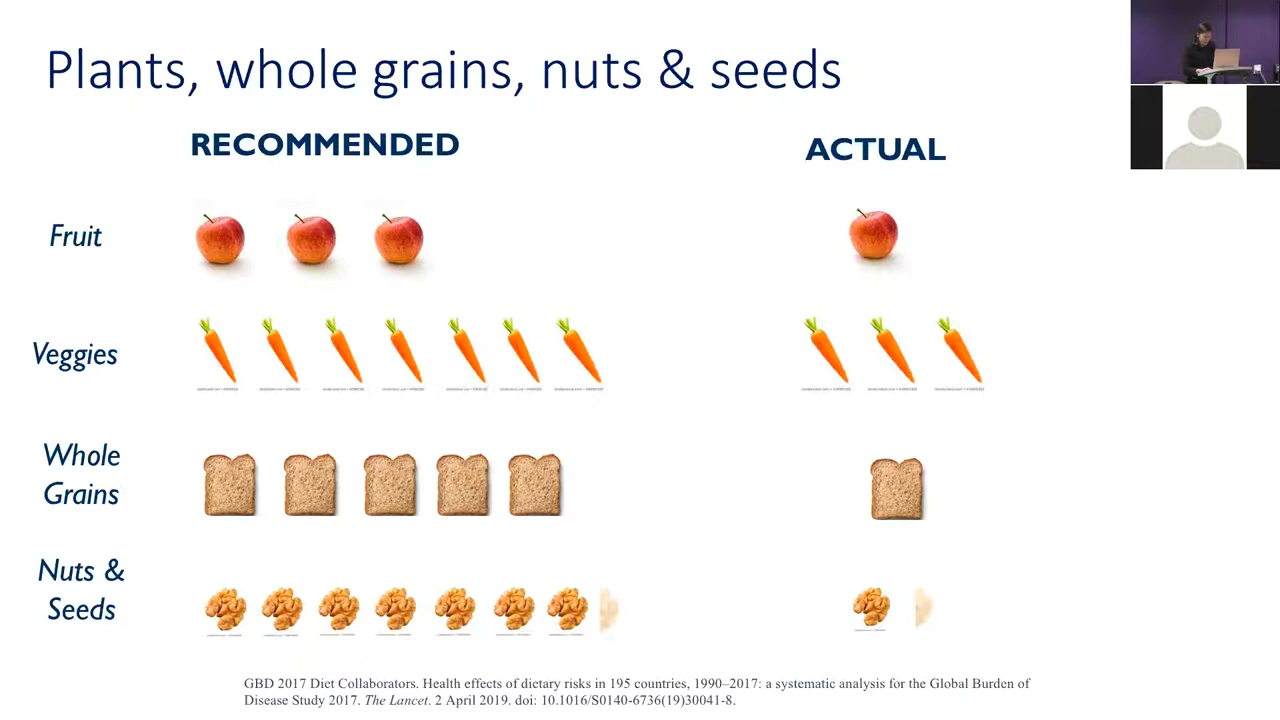 Plants, whole grains, nuts & seeds
RECOMMENDED
ACTUAL
Fruit
Veggies
Whole
Grains
Nuts &
Seeds
GBD 2017 Diet Collaborators. Health effects of dietary risks in 195 countries, 1990–2017: a systematic analysis for the Global Burden of
Disease Study 2017. The Lancet. 2 April 2019. doi: 10.1016/S0140-6736(19)30041-8.